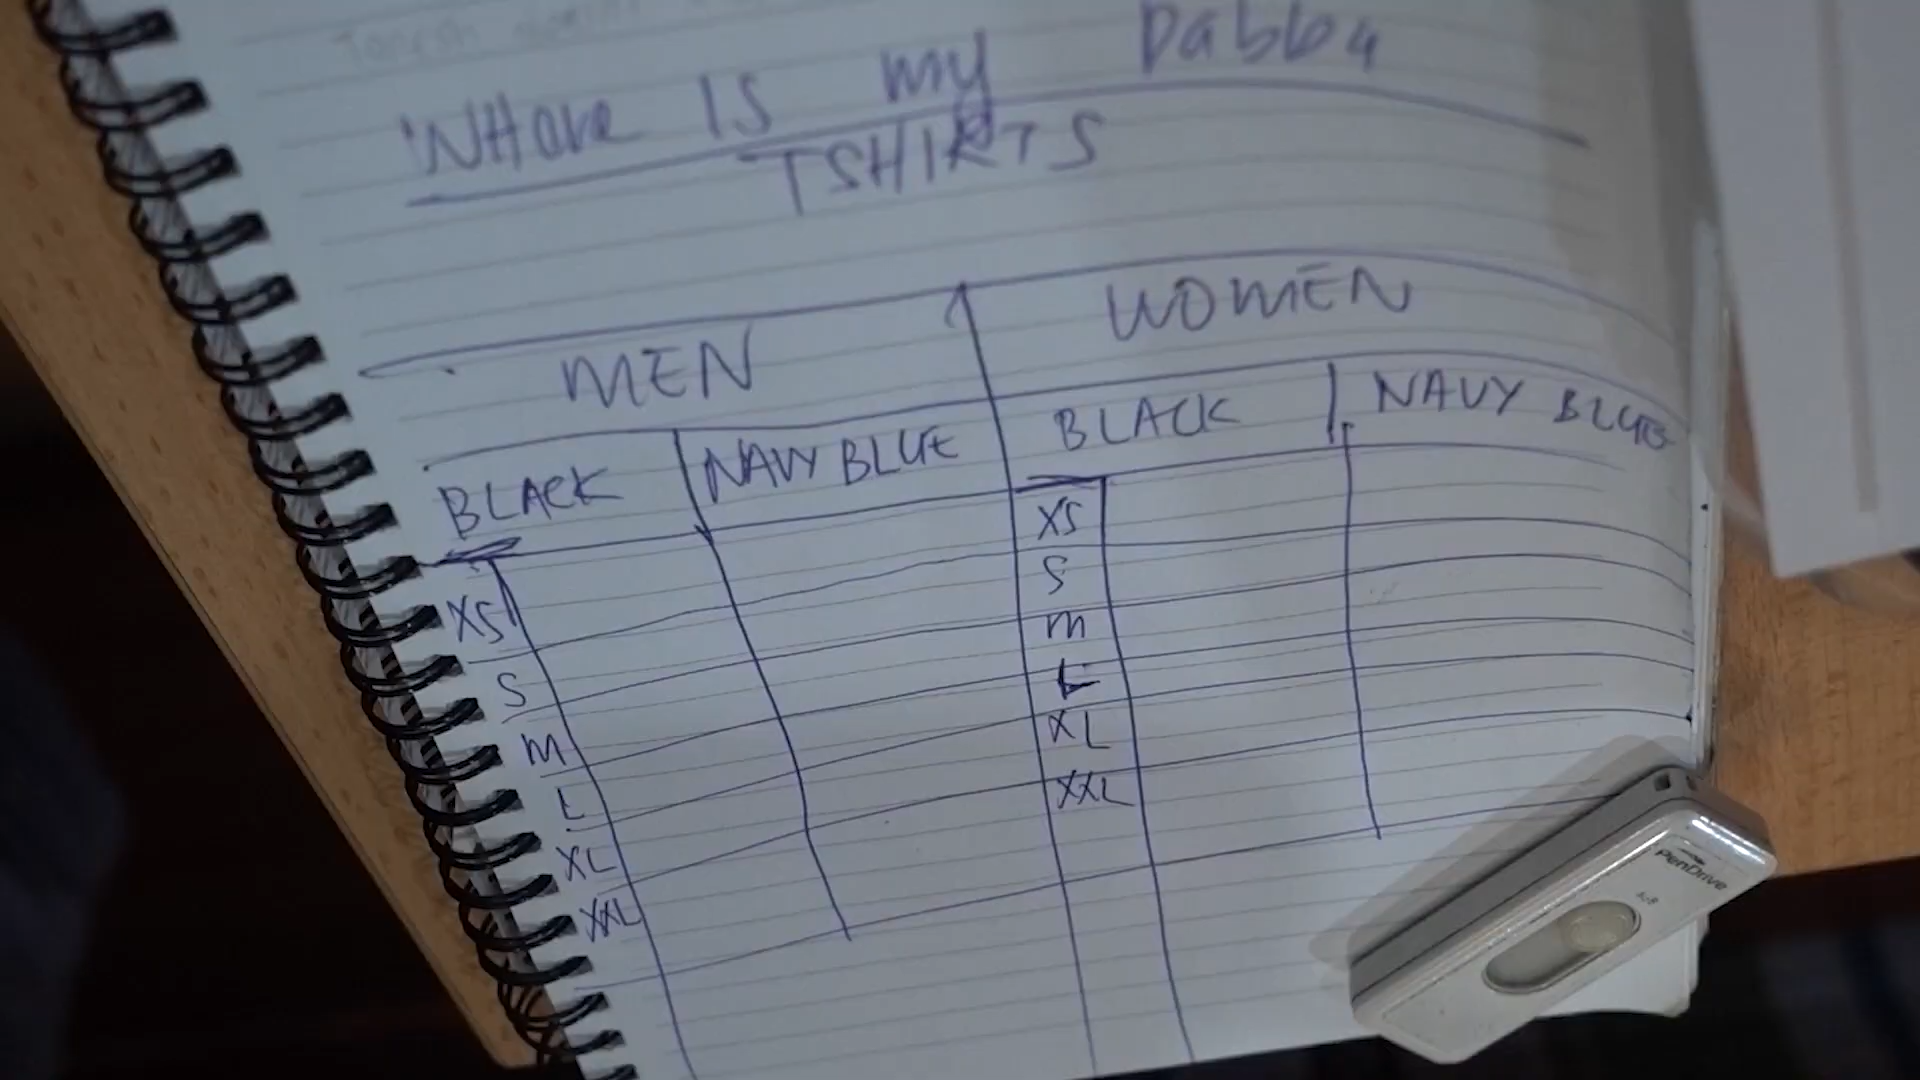 WHere IS my Dabba
TSHIRTS
MEN WOMEN
BLACK NAVY BLUE BLACK NAVY BLUE
XS XS
S S
M M
L L
XL XL
XXL XXL
PenDrive